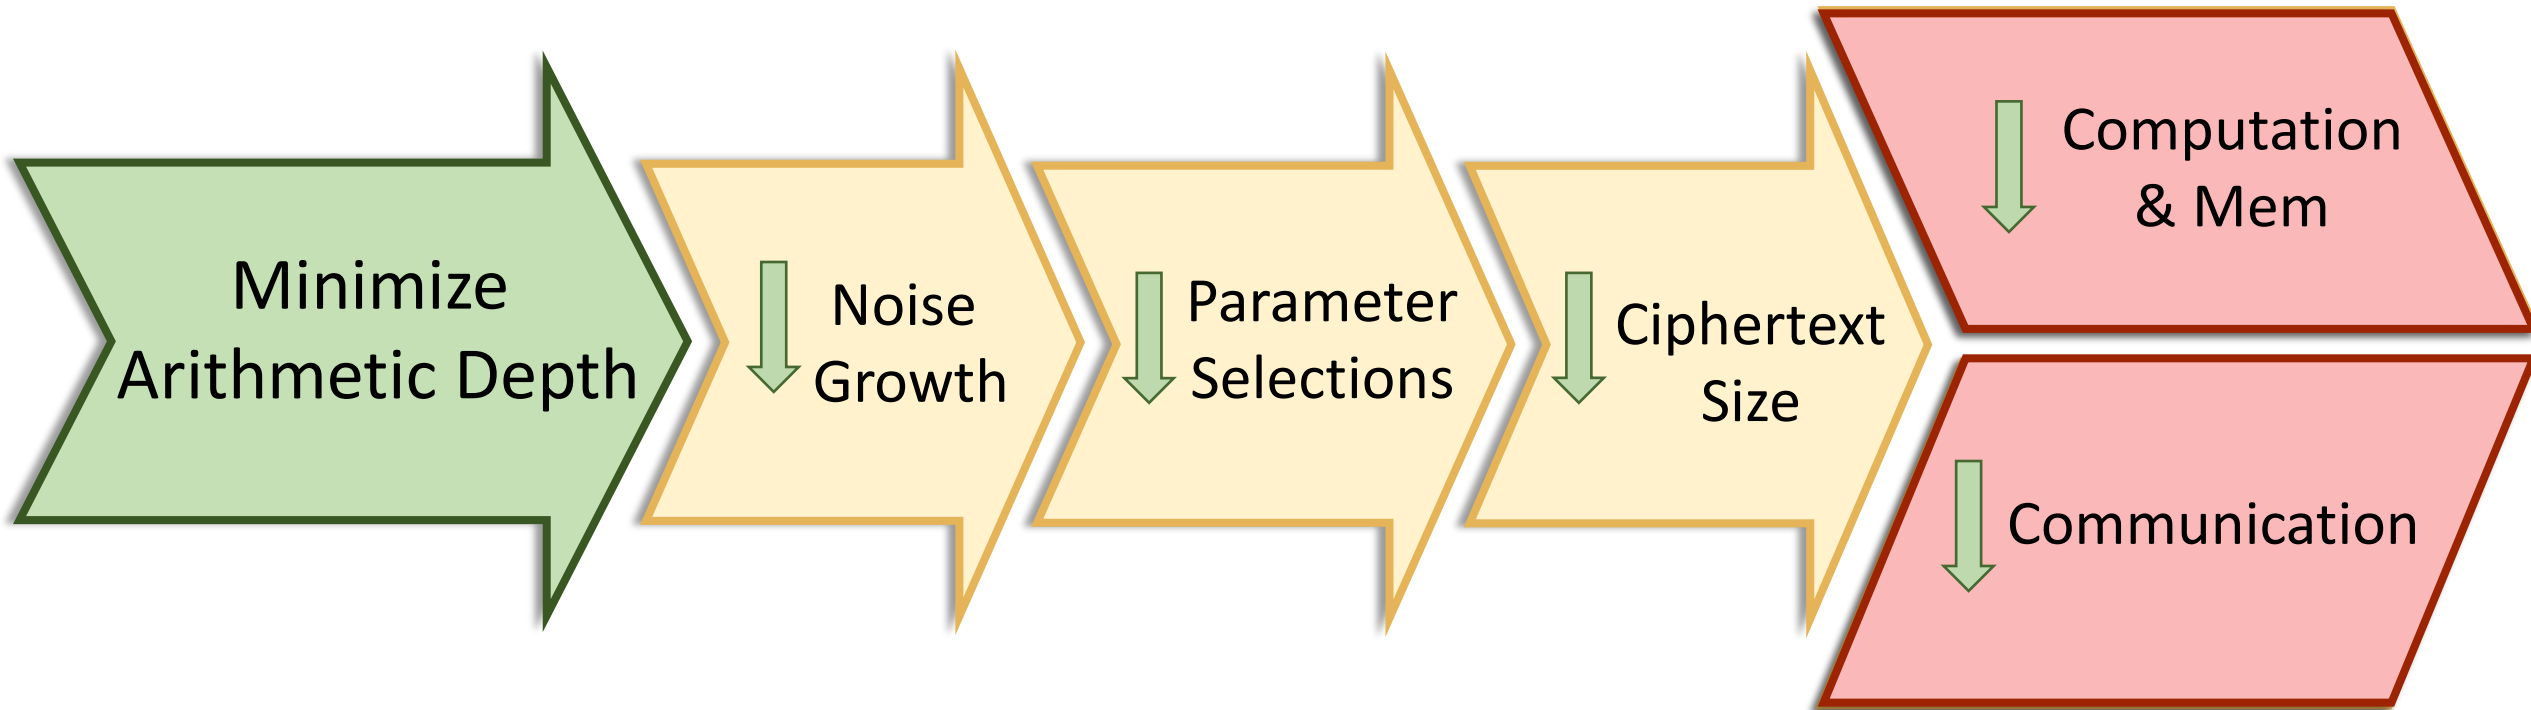 Minimize
Arithmetic Depth
Noise
Growth
Parameter
Selections
Ciphertext
Size
Computation
& Mem
Communication